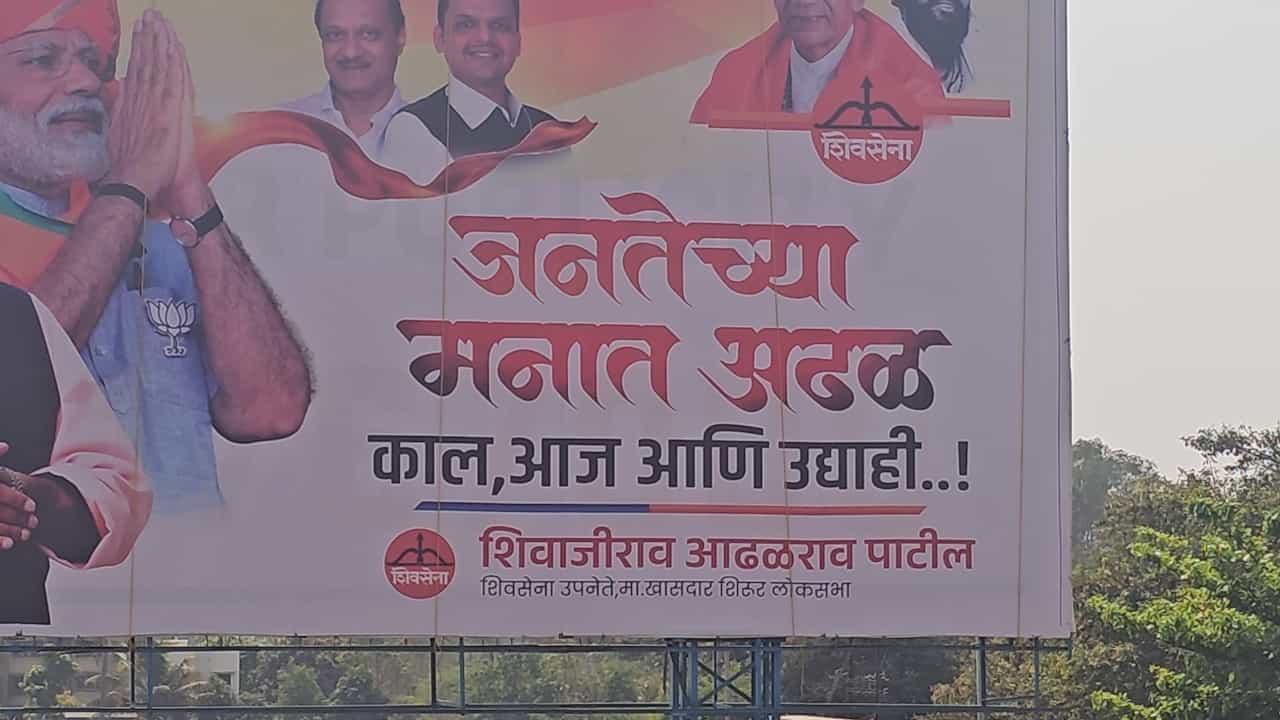 शिवसेना
जनतेच्या
मनात अढळ
काल,आज आणि उद्याही..!
शिवसेना
शिवाजीराव आढळराव पाटील
शिवसेना उपनेते,मा.खासदार शिरूर लोकसभा